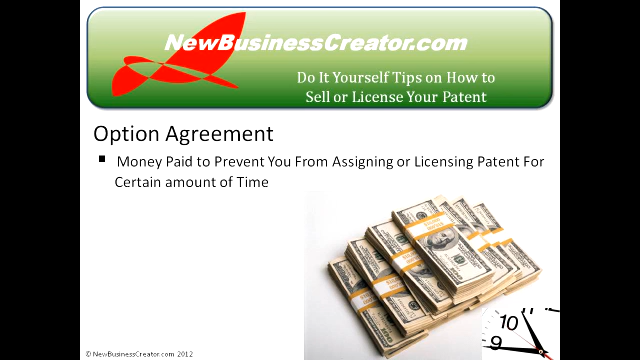 NewBusinessCreator.com
Do It Yourself Tips on How to
Sell or License Your Patent
Option Agreement
▪ Money Paid to Prevent You From Assigning or Licensing Patent For
Certain amount of Time
10
9
© NewBusinessCreator.com 2012